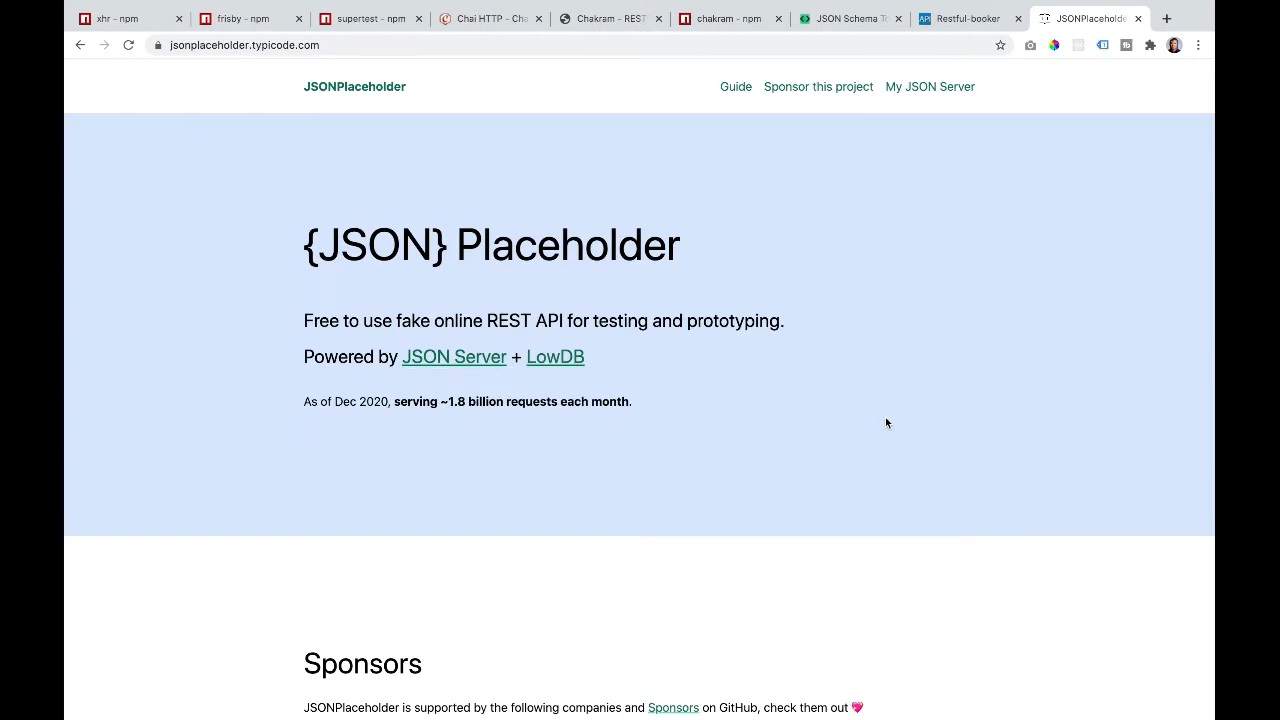 xhr - npm
frisby - npm
supertest - npm
Chai HTTP - Cha
Chakram - REST
chakram - npm
JSON Schema To
API Restful-booker
JSONPlaceholde
jsonplaceholder.typicode.com
JSONPlaceholder
Guide Sponsor this project My JSON Server
{JSON} Placeholder
Free to use fake online REST API for testing and prototyping.
Powered by JSON Server + LowDB
As of Dec 2020, serving ~1.8 billion requests each month.
Sponsors
JSONPlaceholder is supported by the following companies and Sponsors on GitHub, check them out 💖